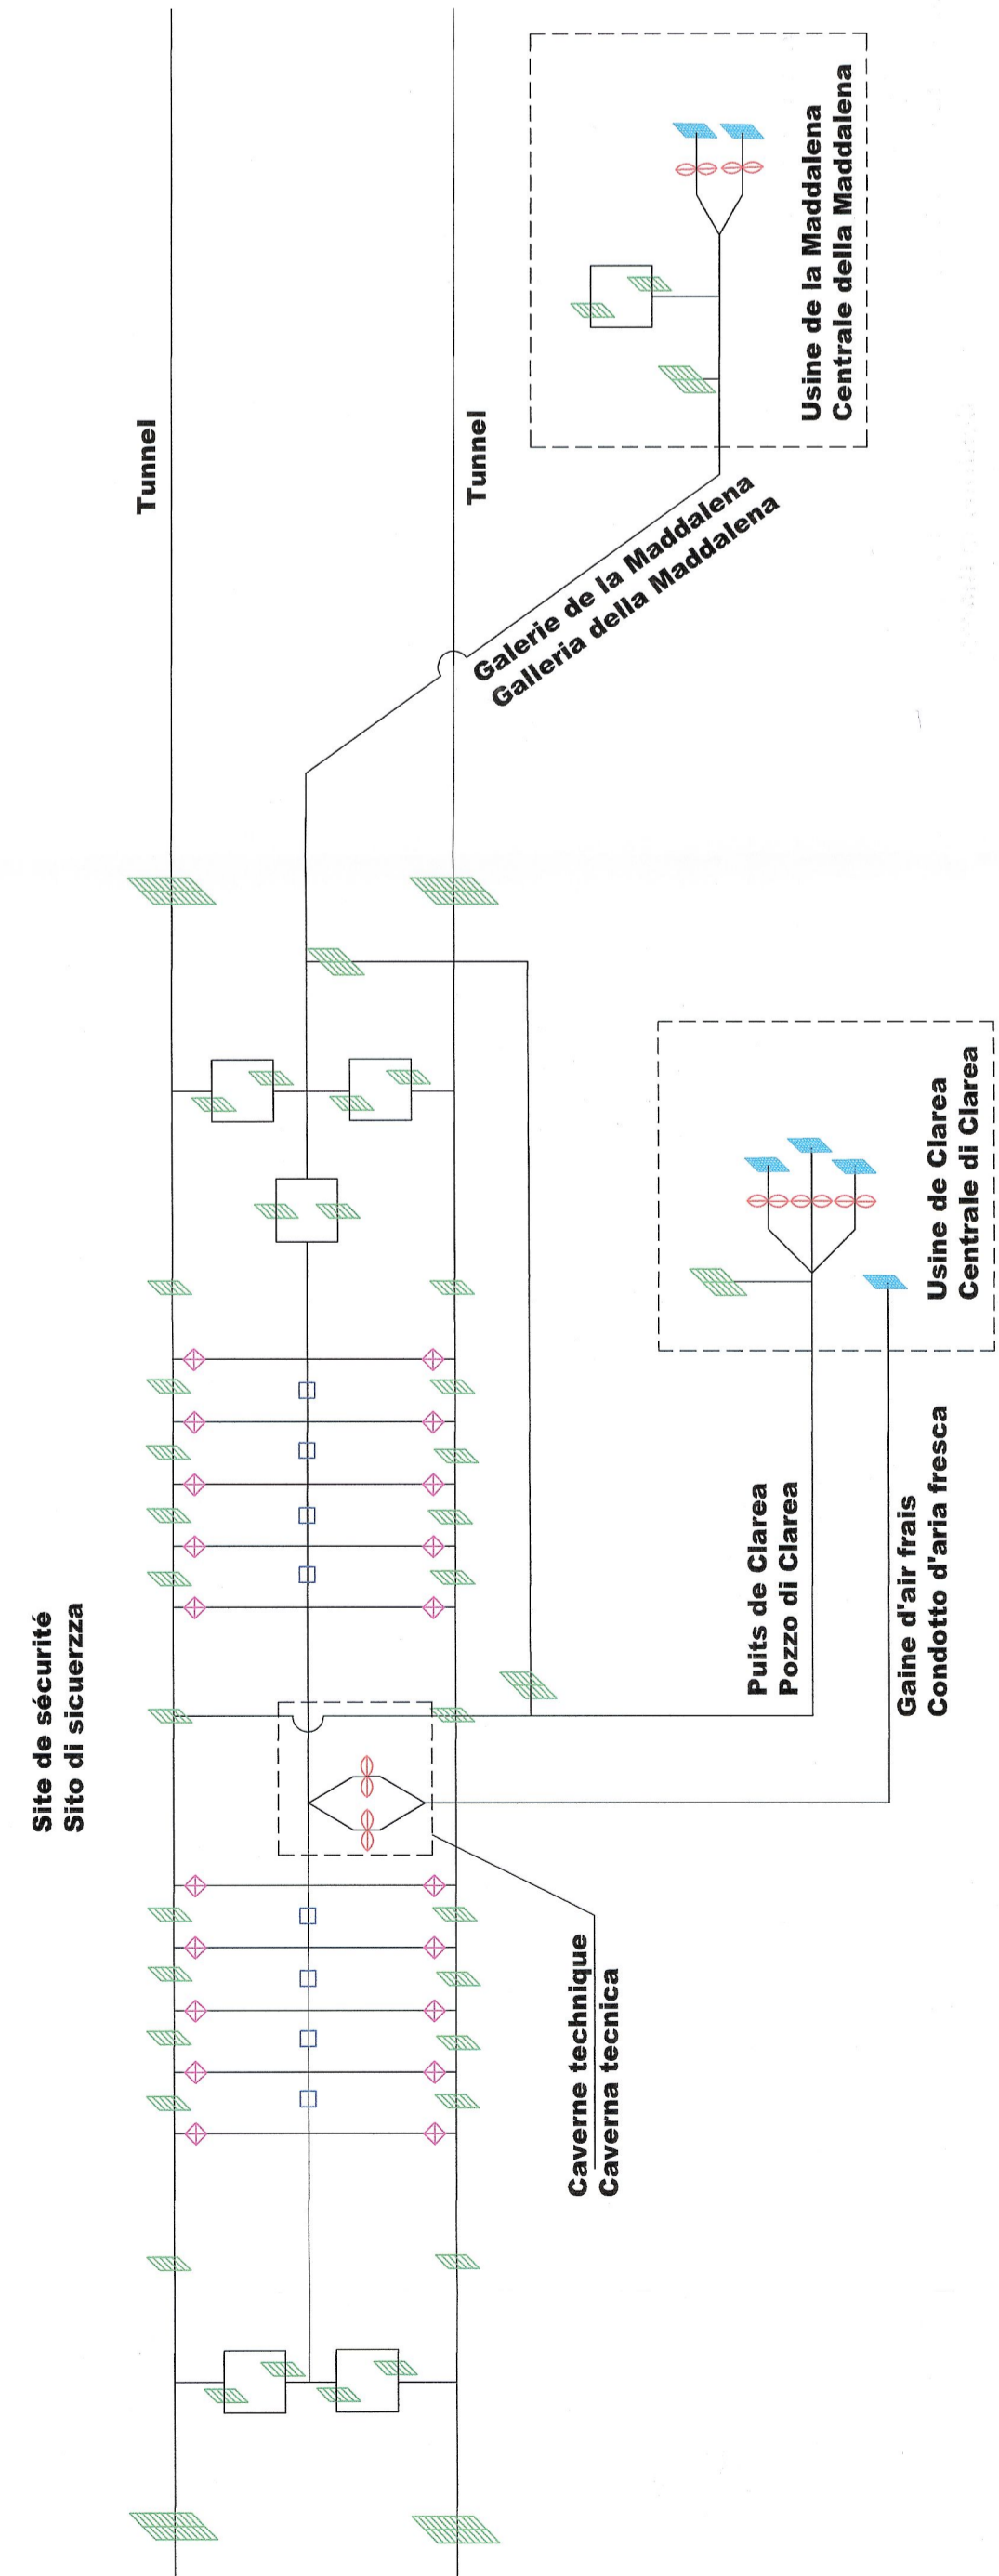 Site de sécurité
Sito di sicuerzza
Tunnel
Tunnel
Galerie de la Maddalena
Galleria della Maddalena
Usine de la Maddalena
Centrale della Maddalena
Caverne technique
Caverna tecnica
Puits de Clarea
Pozzo di Clarea
Gaine d'air frais
Condotto d'aria fresca
Usine de Clarea
Centrale di Clarea